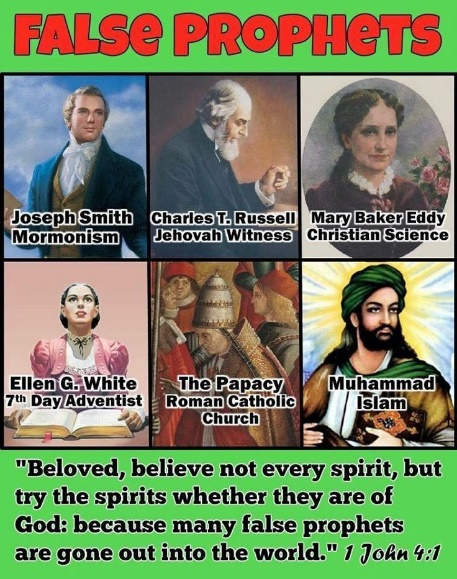 FALSE PROPHETS
Joseph Smith
Mormonism
Charles T. Russell
Jehovah Witness
Mary Baker Eddy
Christian Science
Ellen G. White
7th Day Adventist
The Papacy
Roman Catholic
Church
Muhammad
Islam
"Beloved, believe not every spirit, but
try the spirits whether they are of
God: because many false prophets
are gone out into the world." 1 John 4:1